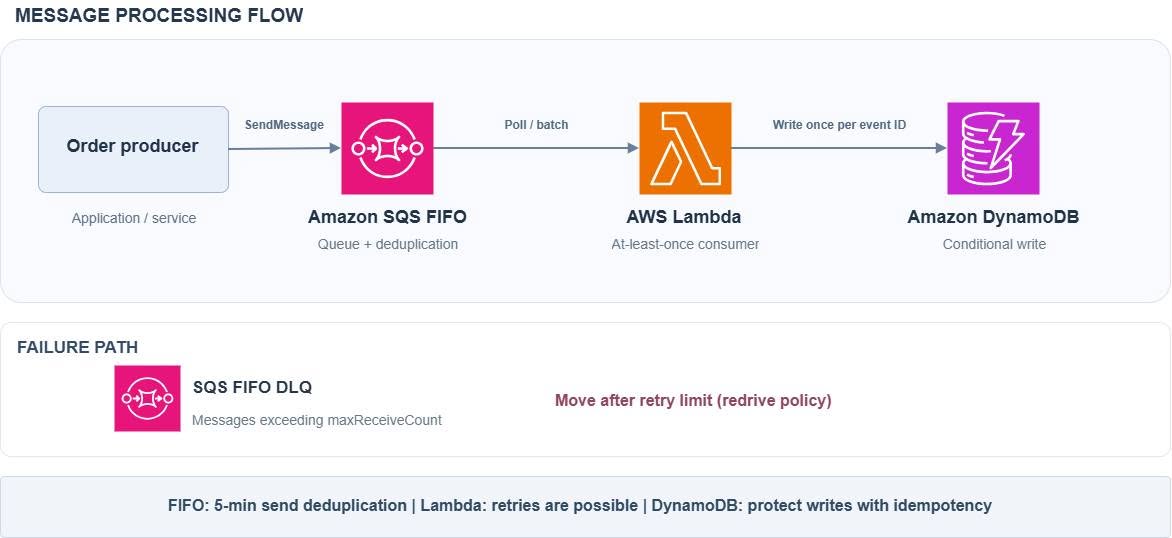 MESSAGE PROCESSING FLOW
Order producer
Application / service
SendMessage
Amazon SQS FIFO
Queue + deduplication
Poll / batch
AWS Lambda
At-least-once consumer
Write once per event ID
Amazon DynamoDB
Conditional write
FAILURE PATH
SQS FIFO DLQ
Messages exceeding maxReceiveCount
Move after retry limit (redrive policy)
FIFO: 5-min send deduplication | Lambda: retries are possible | DynamoDB: protect writes with idempotency